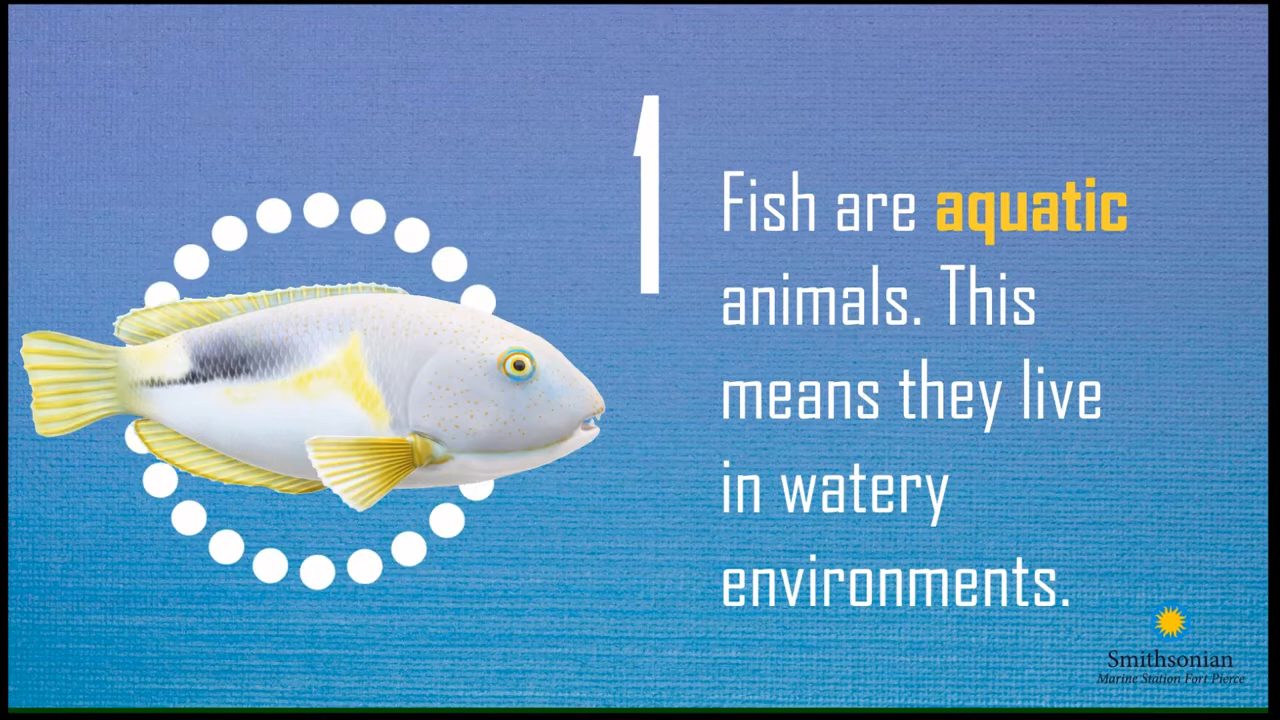 1
Fish are aquatic
animals. This
means they live
in watery
environments.
Smithsonian
Marine Station Fort Pierce